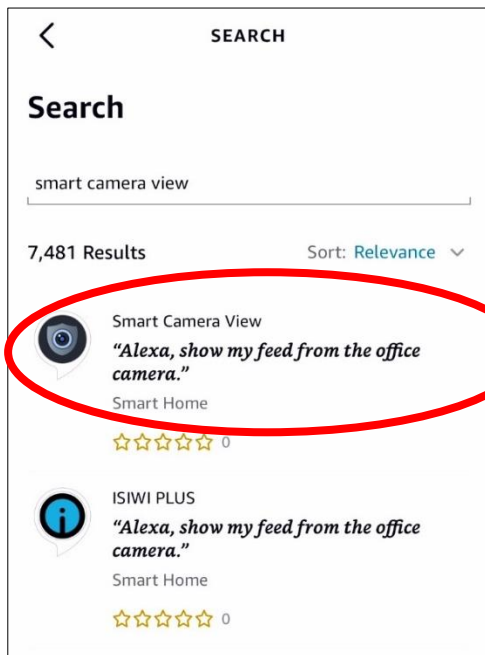 SEARCH
Search
smart camera view
7,481 Results Sort: Relevance
Smart Camera View
“Alexa, show my feed from the office
camera.”
Smart Home
0
ISIWI PLUS
“Alexa, show my feed from the office
camera.”
Smart Home
0